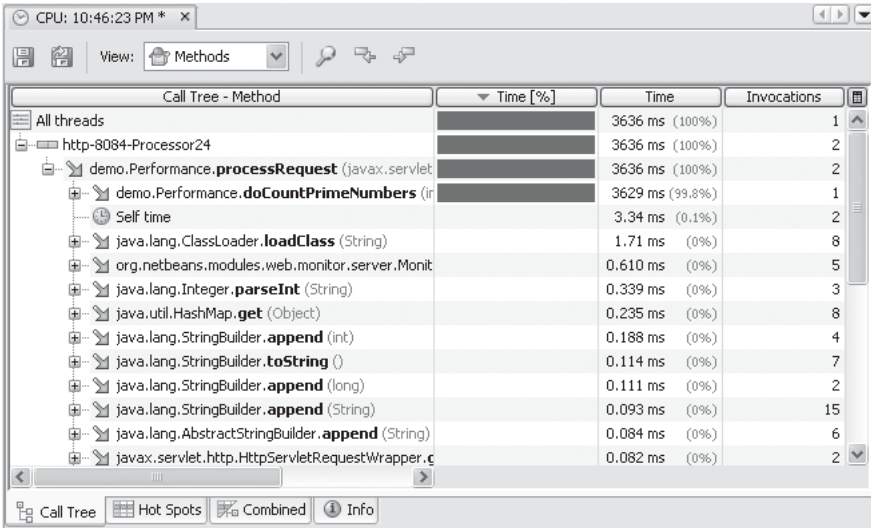 CPU: 10:46:23 PM *
View: Methods
Call Tree - Method Time [%] Time Invocations
All threads 3636 ms (100%) 1
http-8084-Processor24 3636 ms (100%) 2
demo.Performance.processRequest (javax.servlet 3636 ms (100%) 2
demo.Performance.doCountPrimeNumbers (in 3629 ms (99.8%) 1
Self time 3.34 ms (0.1%) 2
java.lang.ClassLoader.loadClass (String) 1.71 ms (0%) 8
org.netbeans.modules.web.monitor.server.Monit 0.610 ms (0%) 5
java.lang.Integer.parseInt (String) 0.339 ms (0%) 3
java.util.HashMap.get (Object) 0.235 ms (0%) 8
java.lang.StringBuilder.append (int) 0.188 ms (0%) 4
java.lang.StringBuilder.toString () 0.114 ms (0%) 7
java.lang.StringBuilder.append (long) 0.111 ms (0%) 2
java.lang.StringBuilder.append (String) 0.093 ms (0%) 15
java.lang.AbstractStringBuilder.append (String) 0.084 ms (0%) 6
javax.servlet.http.HttpServletRequestWrapper.g 0.082 ms (0%) 2
Call Tree Hot Spots Combined Info